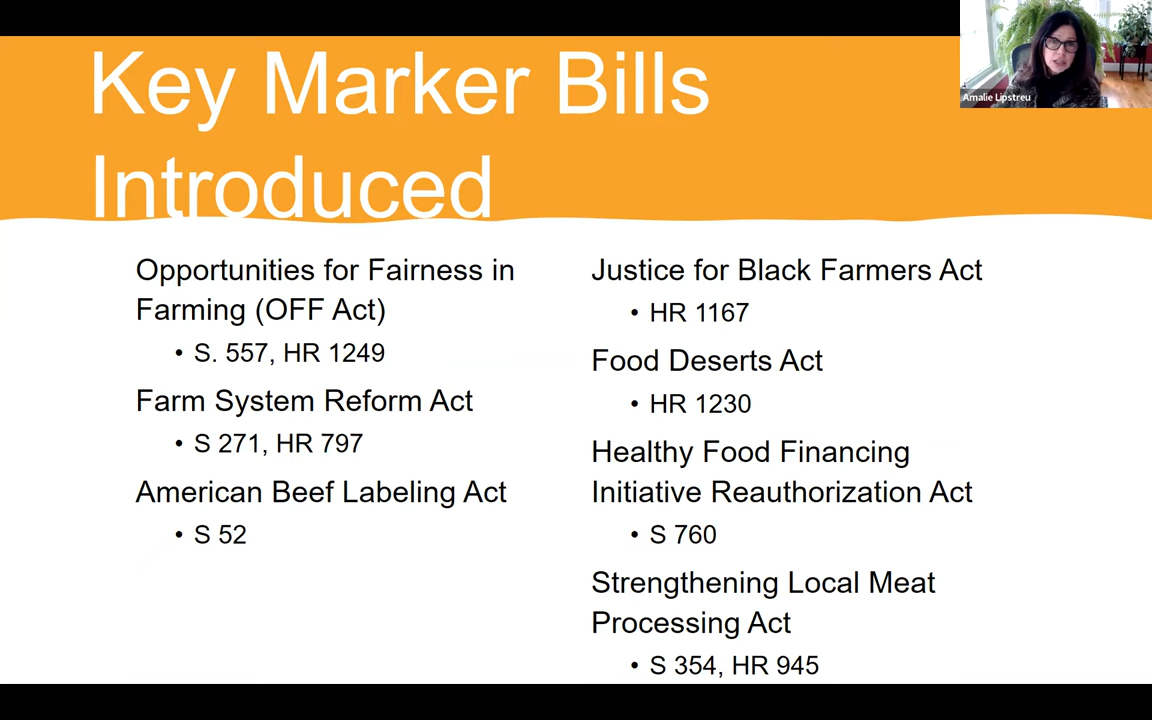 Key Marker Bills
Introduced
Amalie Lipstreu
Opportunities for Fairness in
Farming (OFF Act)
• S. 557, HR 1249
Farm System Reform Act
• S 271, HR 797
American Beef Labeling Act
• S 52
Justice for Black Farmers Act
• HR 1167
Food Deserts Act
• HR 1230
Healthy Food Financing
Initiative Reauthorization Act
• S 760
Strengthening Local Meat
Processing Act
• S 354, HR 945